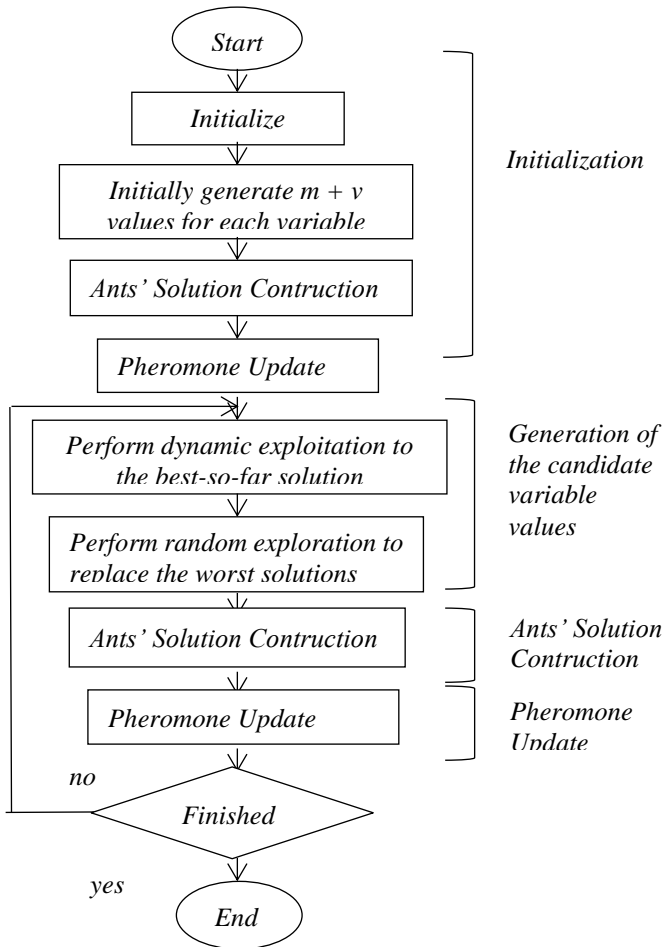 Start
Initialize
Initially generate m + v
values for each variable
Ants' Solution Contruction
Pheromone Update
Initialization
Perform dynamic exploitation to
the best-so-far solution
Perform random exploration to
replace the worst solutions
Generation of
the candidate
variable
values
Ants' Solution Contruction
Ants' Solution
Contruction
Pheromone Update
Pheromone
Update
no
Finished
yes
End